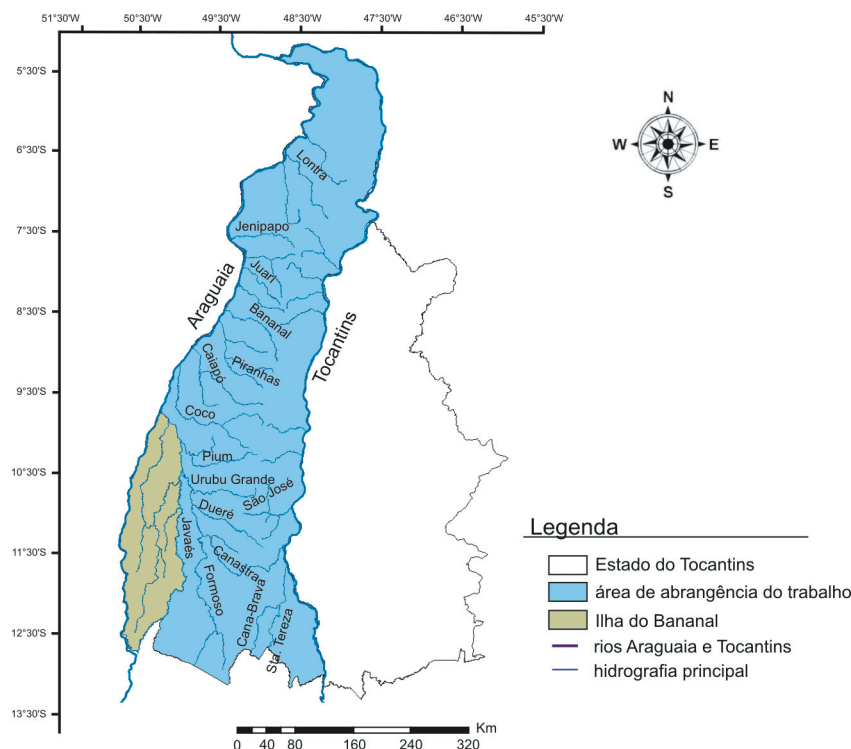 51°30'S 50°30'S 49°30'S 48°30'S 47°30'S 46°30'S 45°30'S
5°30'S
6°30'S
7°30'S
8°30'S
9°30'S
10°30'S
11°30'S
12°30'S
13°30'S
Lontra
Jenipapo
Juari
Araguaia
Bananal
Tocantins
Caiapó
Piranhas
Coco
Pium
Urubu Grande
São José
Dueré
Javaés
Canastra
Formoso
Cana-Brava
Sta. Tereza
N
W E
S
Legenda
Estado do Tocantins
área de abrangência do trabalho
Ilha do Bananal
rios Araguaia e Tocantins
hidrografia principal
Km
0 40 80 160 240 320